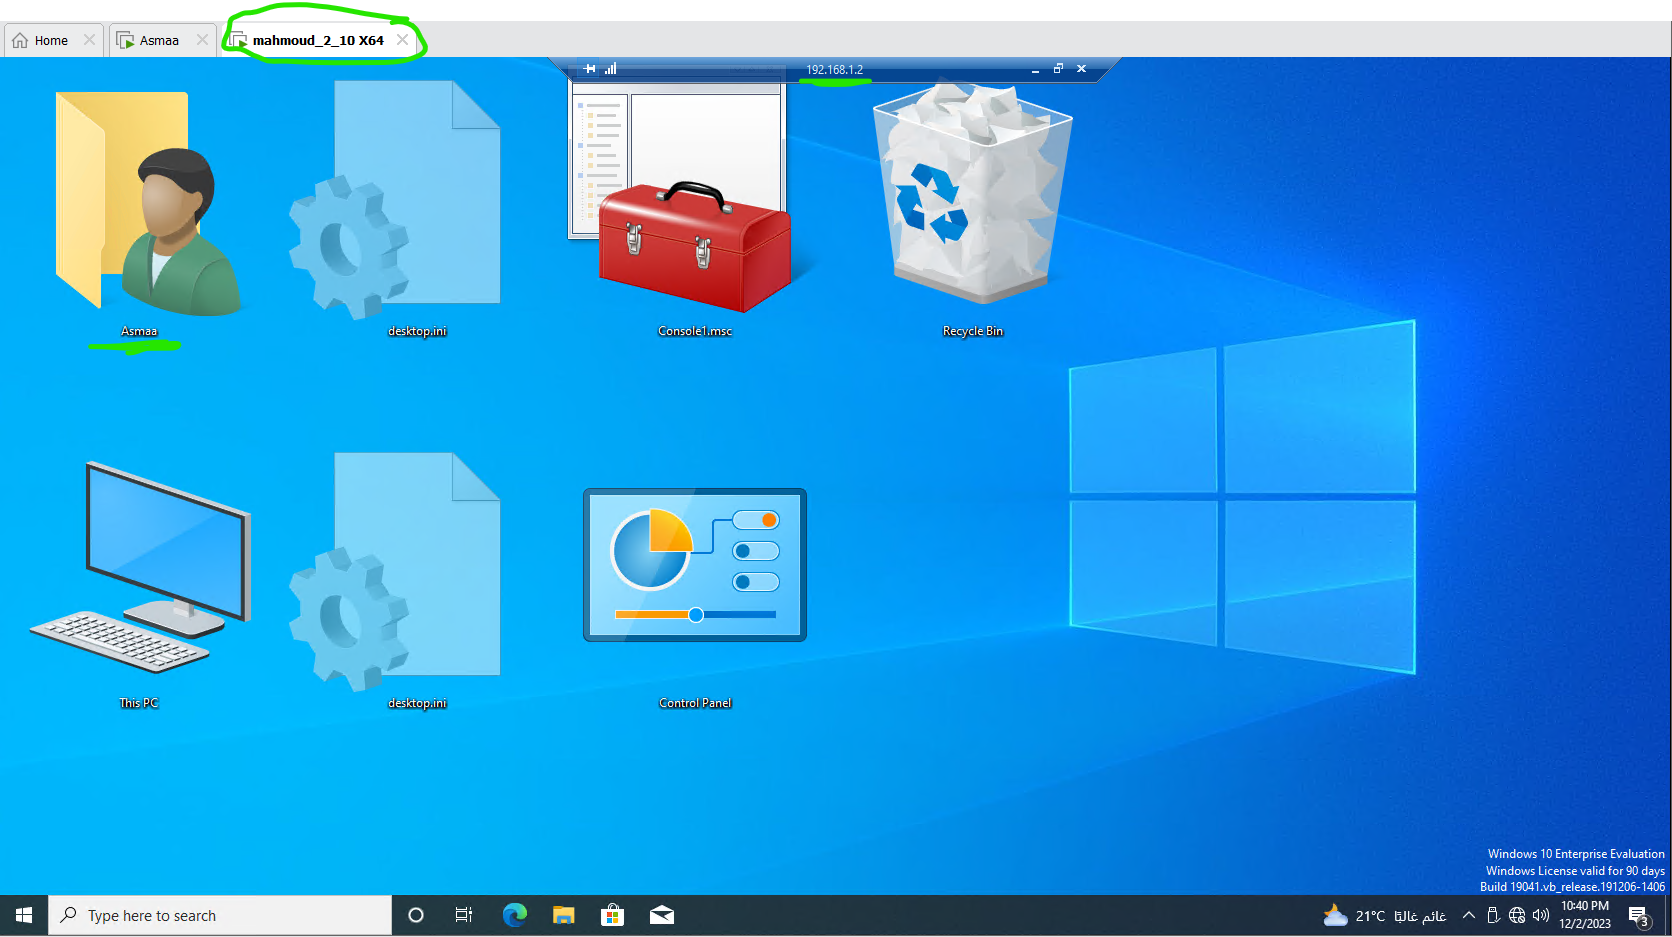 Home
Asmaa
mahmoud_2_10 X64
192.168.1.2
Asmaa
desktop.ini
Console1.msc
Recycle Bin
This PC
desktop.ini
Control Panel
Windows 10 Enterprise Evaluation
Windows License valid for 90 days
Build 19041.vb_release.191206-1406
Type here to search
21°C غائم غالبًا
10:40 PM
12/2/2023
3